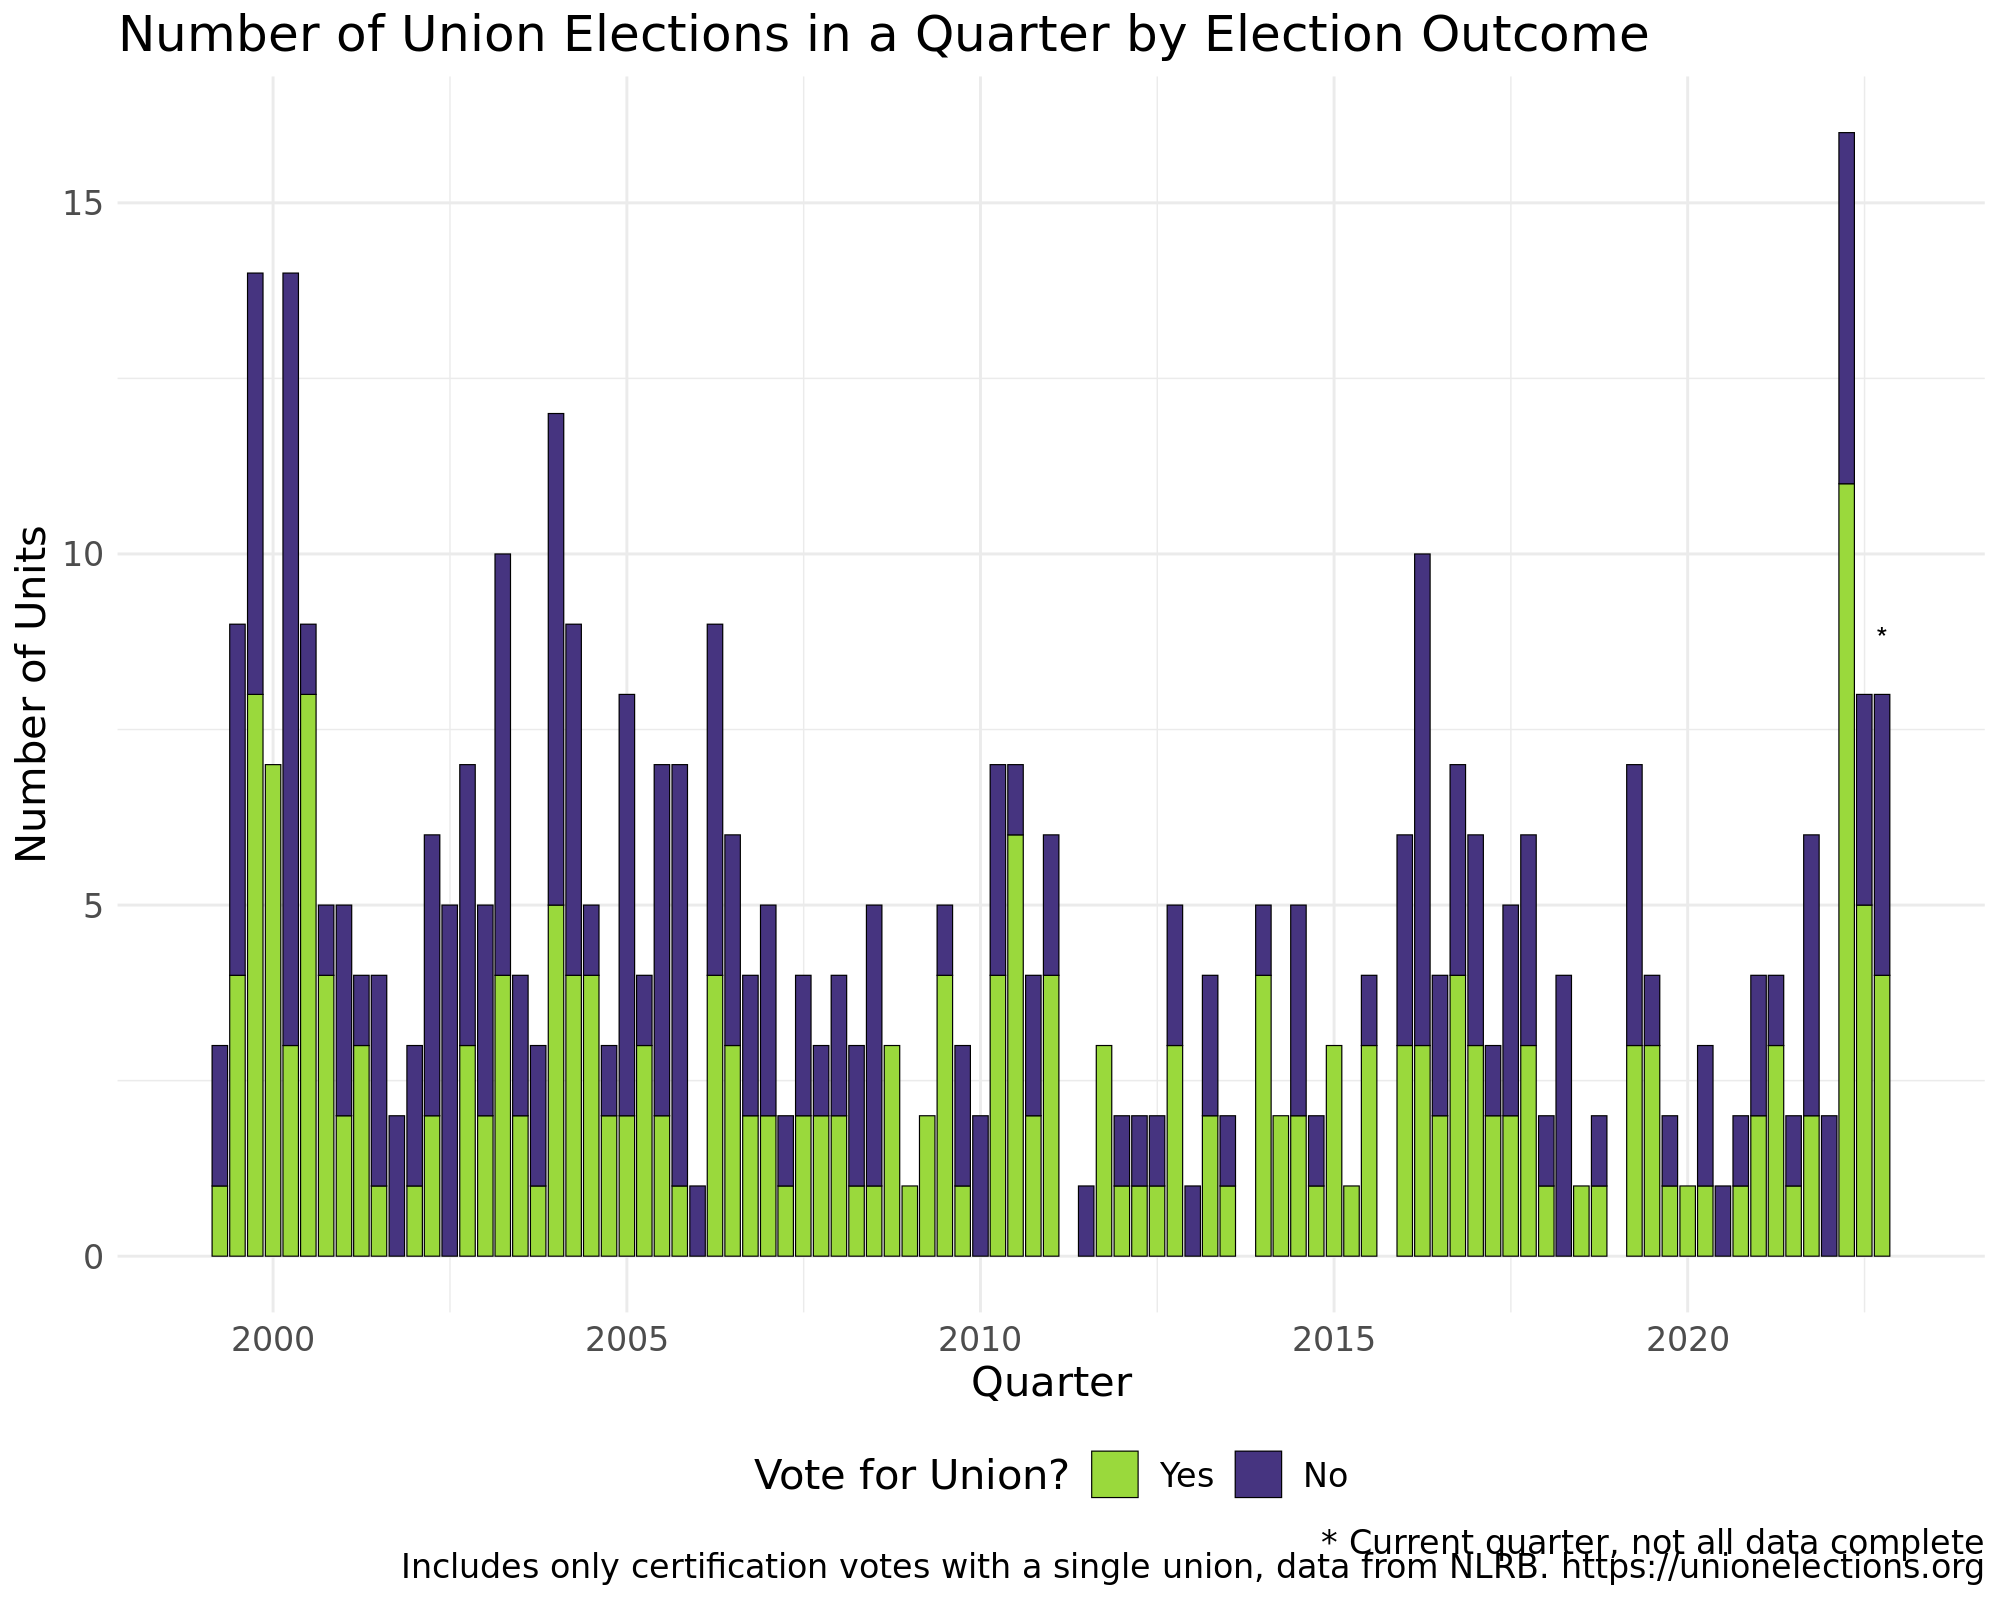 Number of Union Elections in a Quarter by Election Outcome
Number of Units
15
10
5
0
*
2000 2005 2010 2015 2020
Quarter
Vote for Union? Yes No
* Current quarter, not all data complete
Includes only certification votes with a single union, data from NLRB. https://unionelections.org